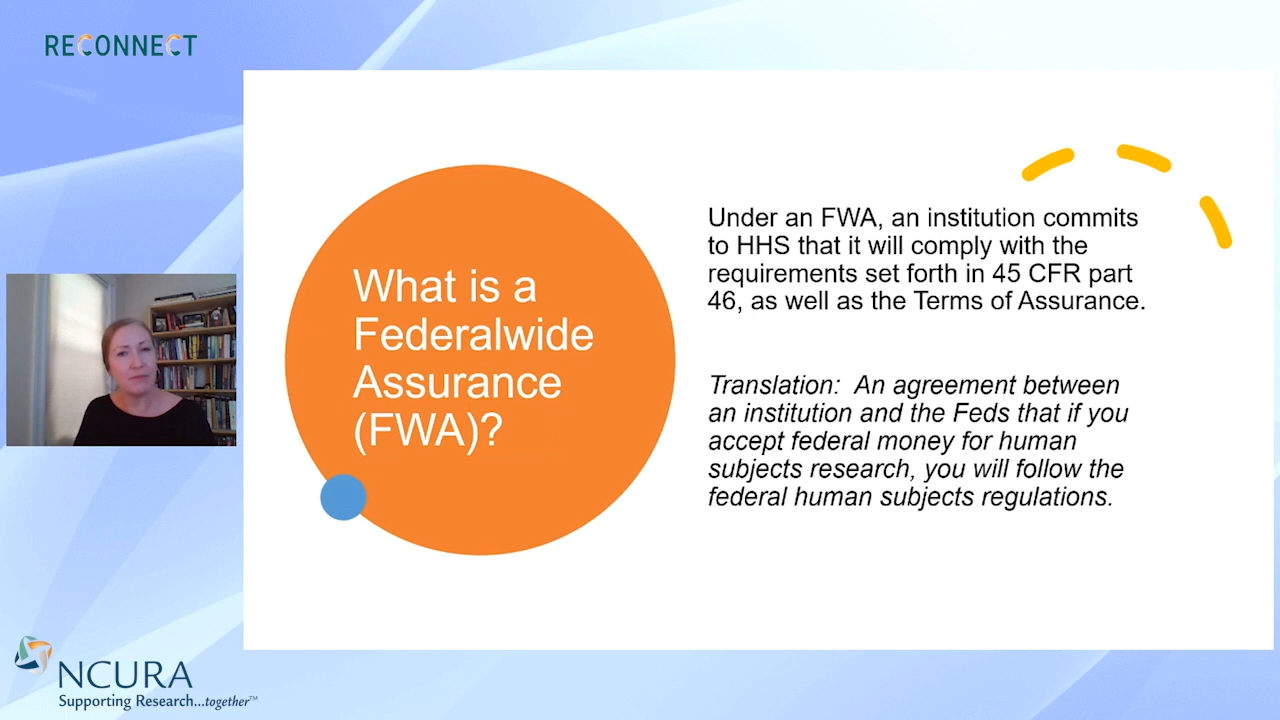 RECONNECT
What is a
Federalwide
Assurance
(FWA)?
Under an FWA, an institution commits
to HHS that it will comply with the
requirements set forth in 45 CFR part
46, as well as the Terms of Assurance.
Translation:  An agreement between
an institution and the Feds that if you
accept federal money for human
subjects research, you will follow the
federal human subjects regulations.
NCURA
Supporting Research...together™